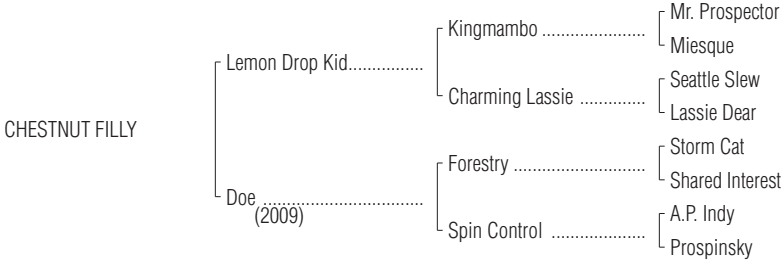 Mr. Prospector
Kingmambo ......................
Miesque
Lemon Drop Kid................
Seattle Slew
Charming Lassie ..............
Lassie Dear
CHESTNUT FILLY
Storm Cat
Forestry ............................
Shared Interest
Doe ..................................
(2009)
A.P. Indy
Spin Control ....................
Prospinsky